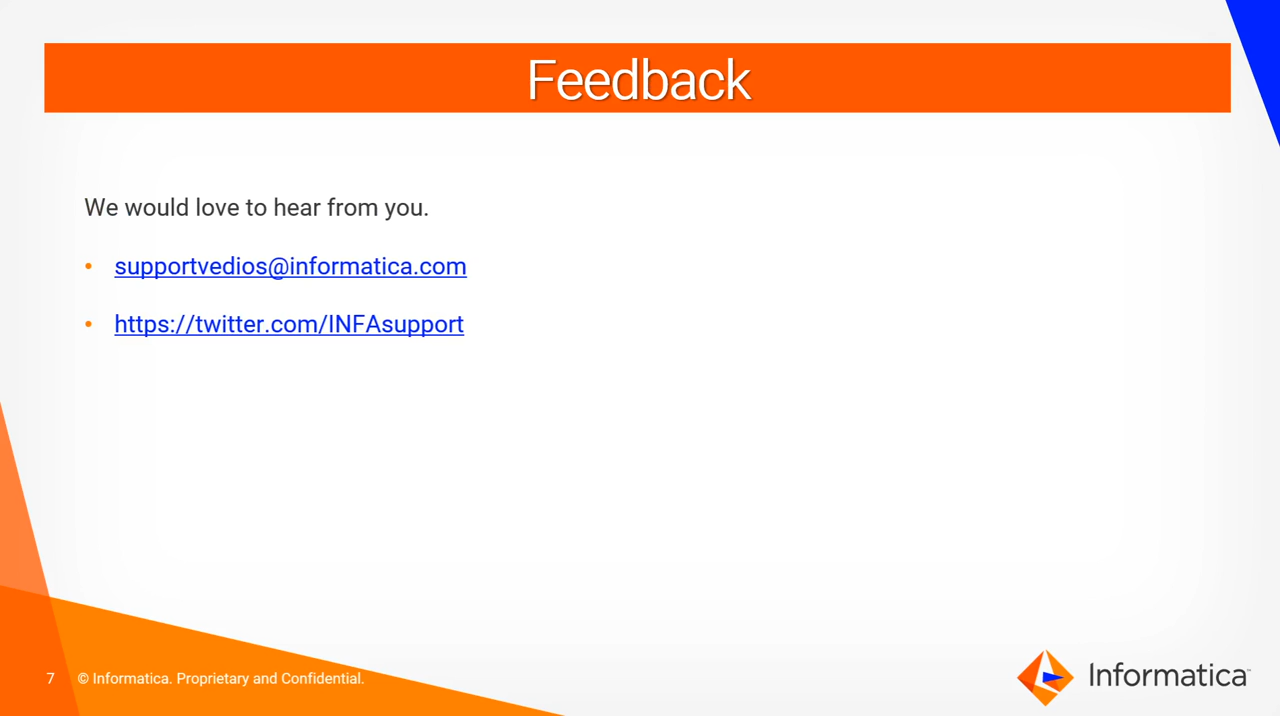 Feedback
We would love to hear from you.
• supportvedios@informatica.com
• https://twitter.com/INFAsupport
7 © Informatica. Proprietary and Confidential.
Informatica™